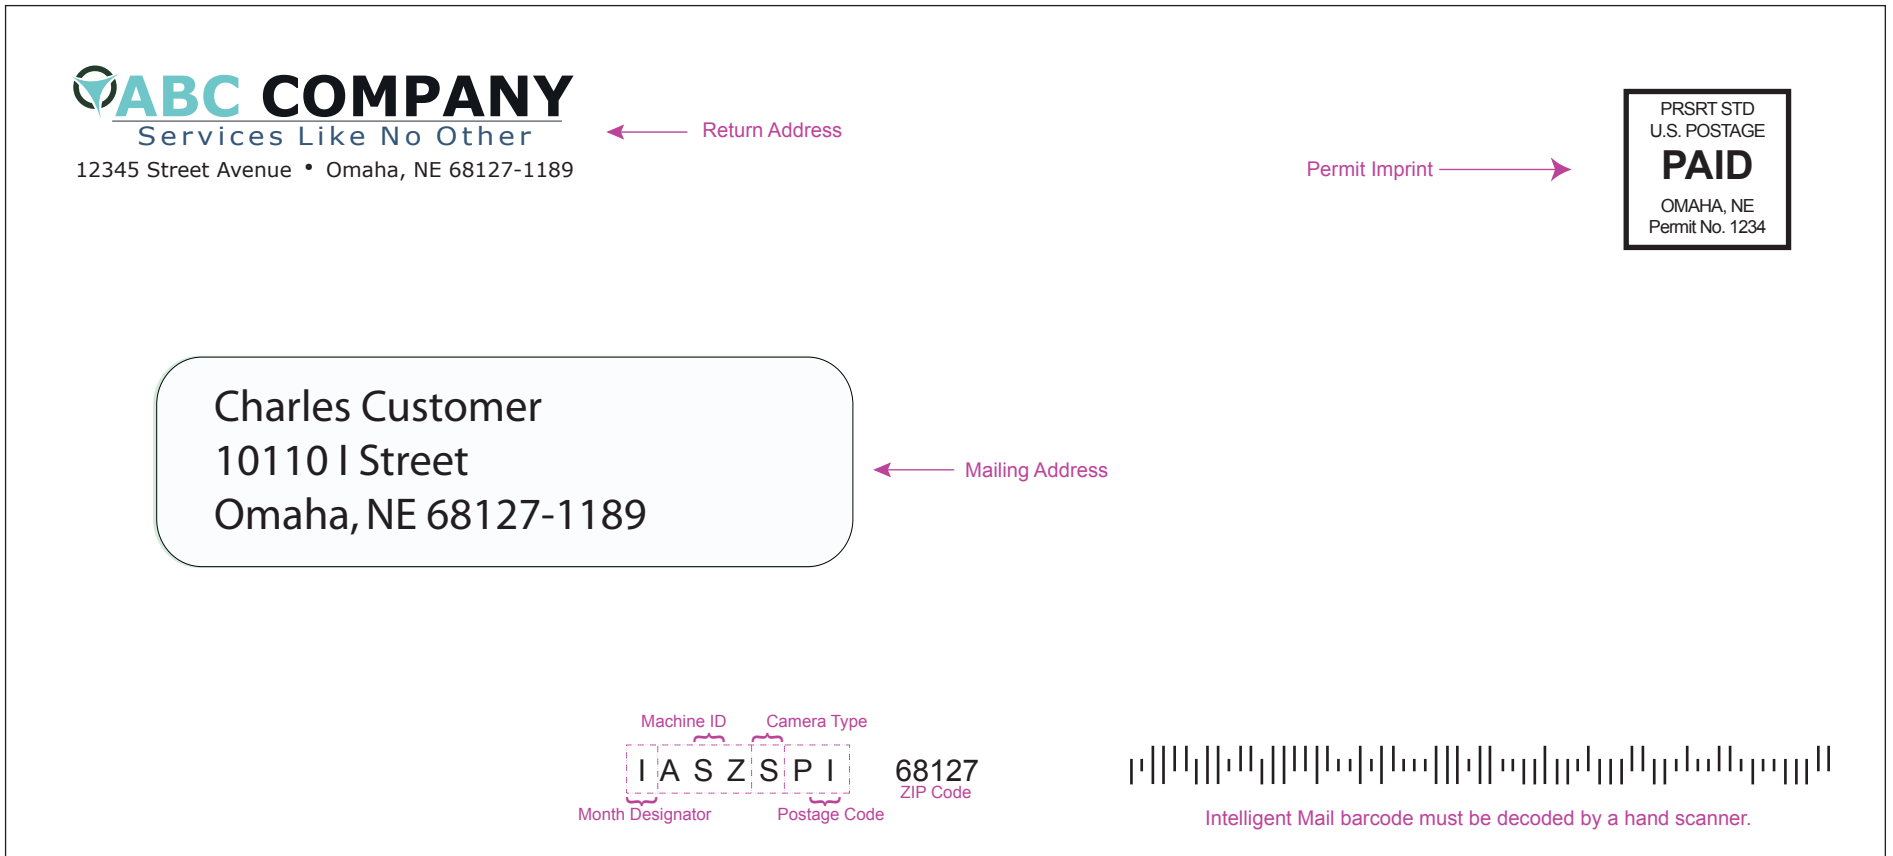 ABC COMPANY
Services Like No Other
12345 Street Avenue • Omaha, NE 68127-1189
Return Address
Permit Imprint
PRSRT STD
U.S. POSTAGE
PAID
OMAHA, NE
Permit No. 1234
Charles Customer
10110 I Street
Omaha, NE 68127-1189
Mailing Address
Machine ID Camera Type
I A S Z S P I 68127
ZIP Code
Month Designator Postage Code
Intelligent Mail barcode must be decoded by a hand scanner.